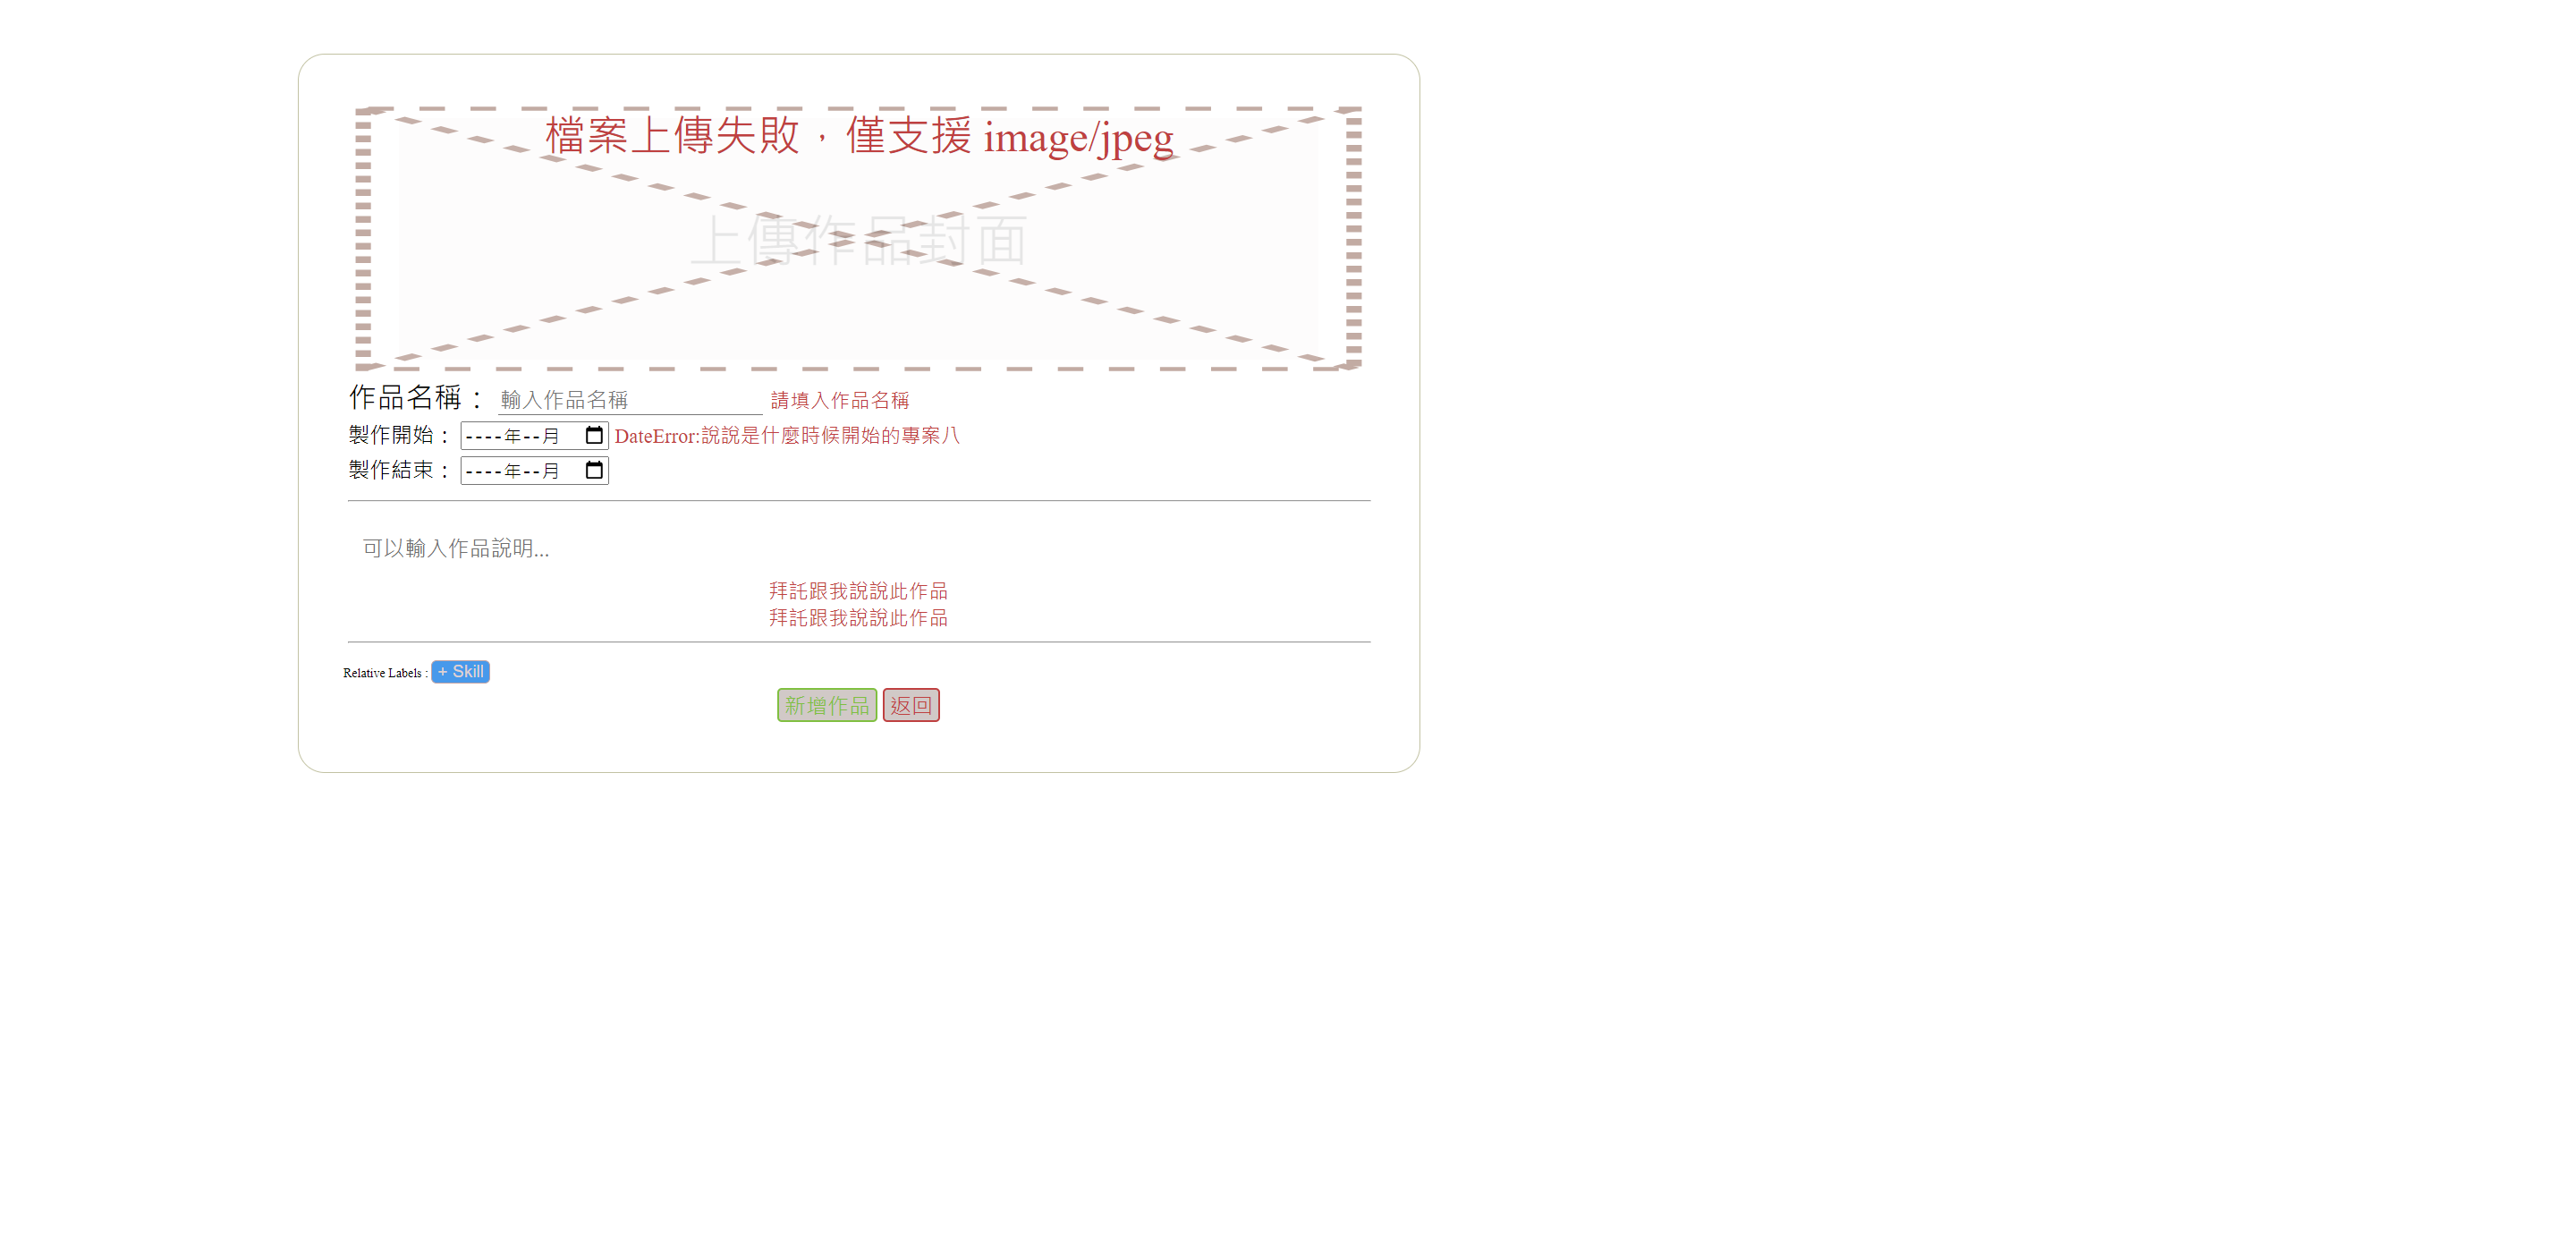 檔案上傳失敗，僅支援 image/jpeg
上傳作品封面
作品名稱： 輸入作品名稱 請填入作品名稱
製作開始： ----年--月 DateError:說說是什麼時候開始的專案八
製作結束： ----年--月
可以輸入作品說明...
拜託跟我說說此作品
拜託跟我說說此作品
Relative Labels : + Skill
新增作品 返回